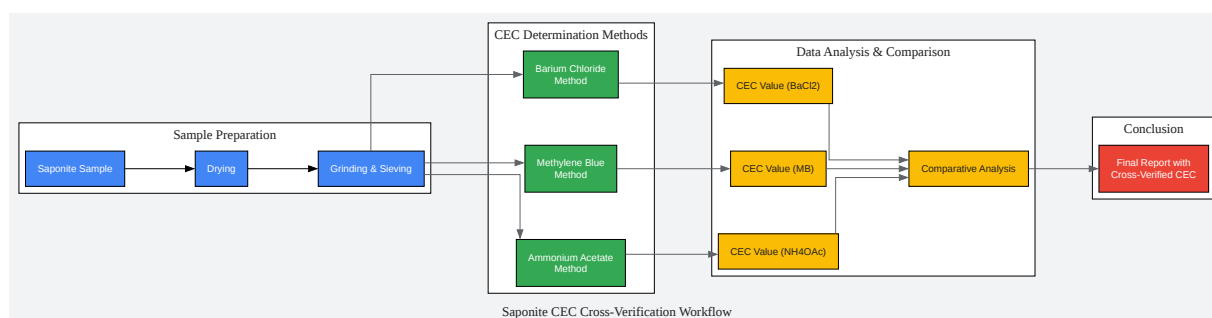 Sample Preparation
Saponite Sample
Drying
Grinding & Sieving
CEC Determination Methods
Barium Chloride
Method
Methylene Blue
Method
Ammonium Acetate
Method
Data Analysis & Comparison
CEC Value (BaCl2)
CEC Value (MB)
CEC Value (NH4OAc)
Comparative Analysis
Conclusion
Final Report with
Cross-Verified CEC
Saponite CEC Cross-Verification Workflow